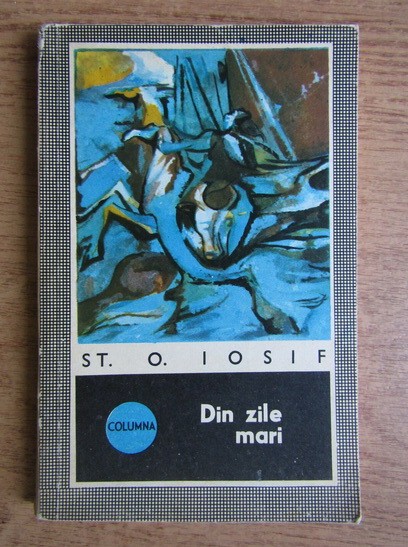 ST. O. IOSIF
COLUMNA
Din zile
mari